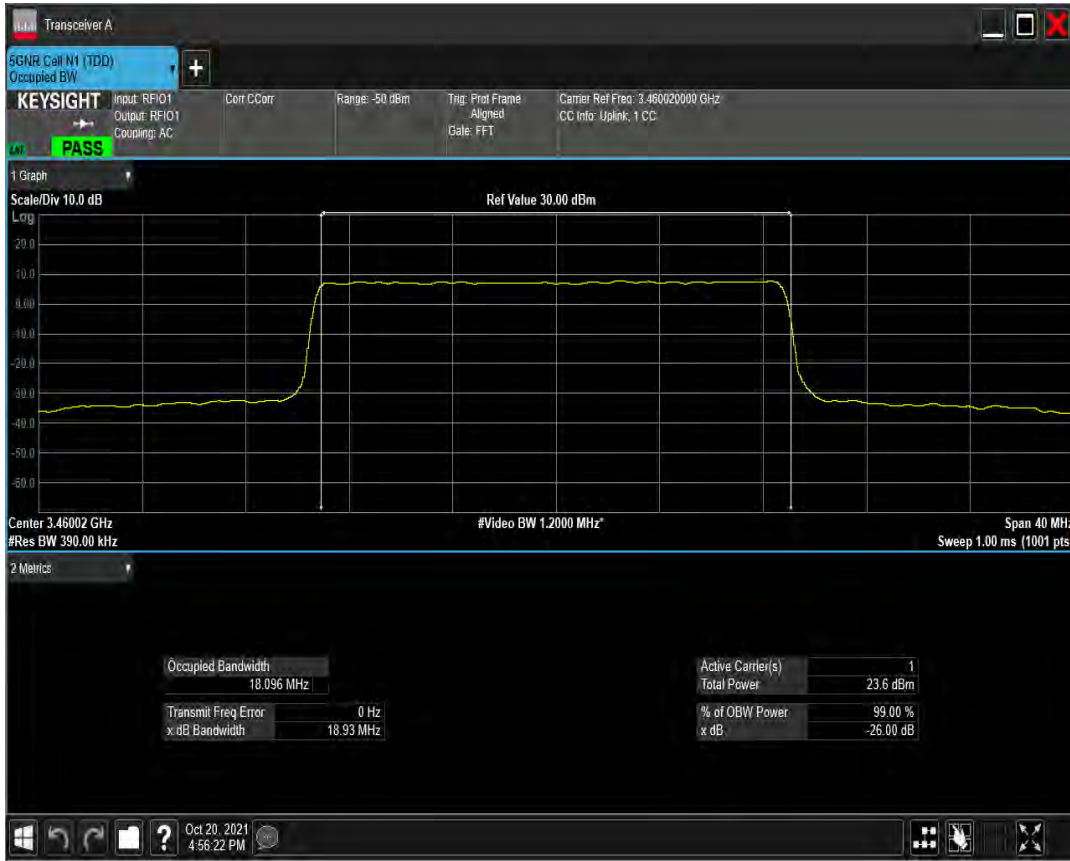 Transceiver A
5GNR Cell N1 (TDD)
Occupied BW
+
KEYSIGHT
Input: RFIO1
Output: RFIO1
Coupling: AC
Corr CCorr
Range: -50 dBm
Trig: Prot Frame
Aligned
Gate: FFT
Carrier Ref Freq: 3.460020000 GHz
CC Info: Uplink, 1 CC
PASS
1 Graph
Scale/Div 10.0 dB
Ref Value 30.00 dBm
Log
20.0
10.0
0.00
-10.0
-20.0
-30.0
-40.0
-50.0
-60.0
Center 3.46002 GHz
#Video BW 1.2000 MHz*
Span 40 MHz
#Res BW 390.00 kHz
Sweep 1.00 ms (1001 pts
2 Metrics
Occupied Bandwidth
18.096 MHz
Transmit Freq Error 0 Hz
x dB Bandwidth 18.93 MHz
Active Carrier(s) 1
Total Power 23.6 dBm
% of OBW Power 99.00 %
x dB -26.00 dB
?
Oct 20, 2021
4:56:22 PM